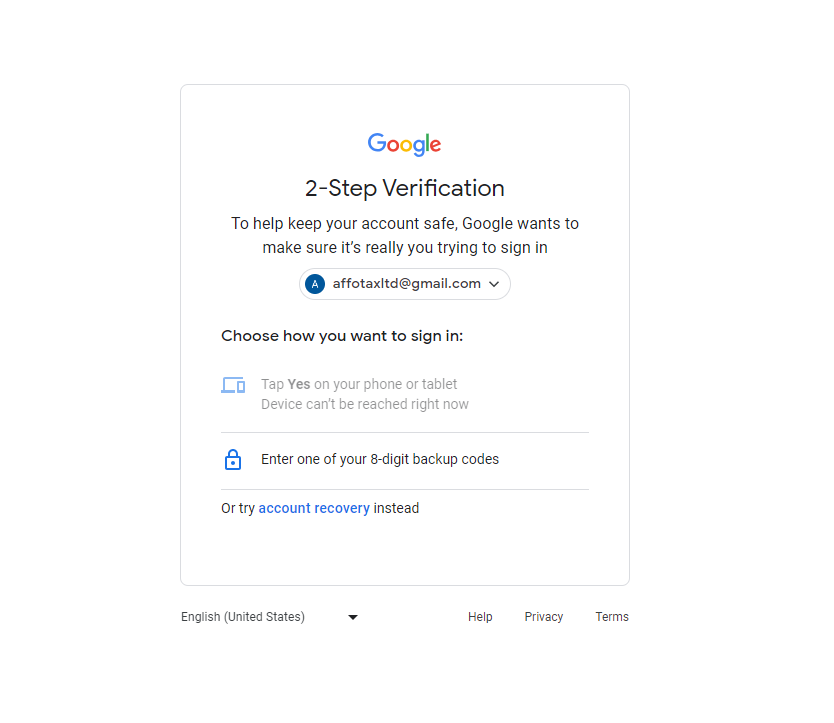 Google
2-Step Verification
To help keep your account safe, Google wants to
make sure it’s really you trying to sign in
A affotaxltd@gmail.com
Choose how you want to sign in:
Tap Yes on your phone or tablet
Device can’t be reached right now
Enter one of your 8-digit backup codes
Or try account recovery instead
English (United States) Help Privacy Terms